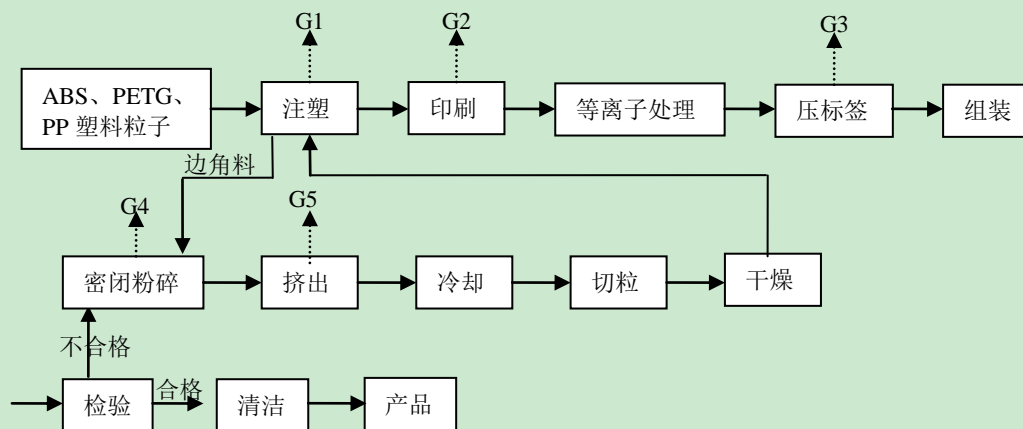 G1
G2
G3
ABS、PETG、
PP 塑料粒子
注塑
印刷
等离子处理
压标签
组装
边角料
G4
G5
密闭粉碎
挤出
冷却
切粒
干燥
不合格
检验
合格
清洁
产品